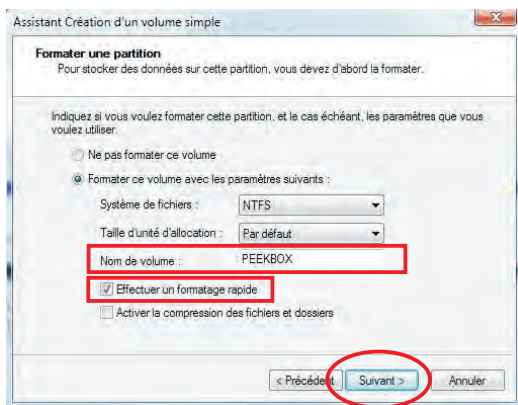 Assistant Création d'un volume simple
Formater une partition
Pour stocker des données sur cette partition, vous devez d'abord la formater.
Indiquez si vous voulez formater cette partition, et le cas échéant, les paramètres que vous
voulez utiliser.
Ne pas formater ce volume
Formater ce volume avec les paramètres suivants :
Système de fichiers : NTFS
Taille d'unité d'allocation : Par défaut
Nom de volume : PEEKBOX
Effectuer un formatage rapide
Activer la compression des fichiers et dossiers
< Précédent Suivant > Annuler